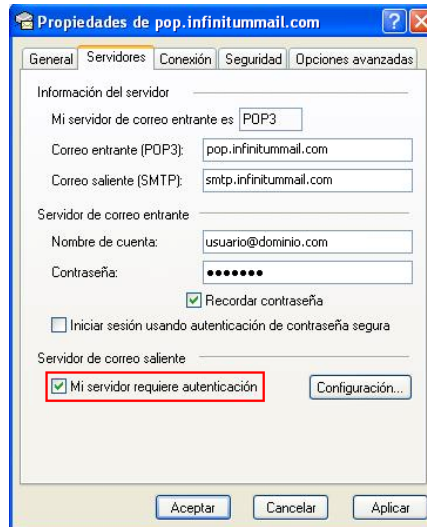 Propiedades de pop.infinitummail.com
General Servidores Conexión Seguridad Opciones avanzadas
Información del servidor
Mi servidor de correo entrante es POP3
Correo entrante (POP3): pop.infinitummail.com
Correo saliente (SMTP): smtp.infinitummail.com
Servidor de correo entrante
Nombre de cuenta: usuario@dominio.com
Contraseña: •••••••
Recordar contraseña
Iniciar sesión usando autenticación de contraseña segura
Servidor de correo saliente
Mi servidor requiere autenticación Configuración...
Aceptar Cancelar Aplicar